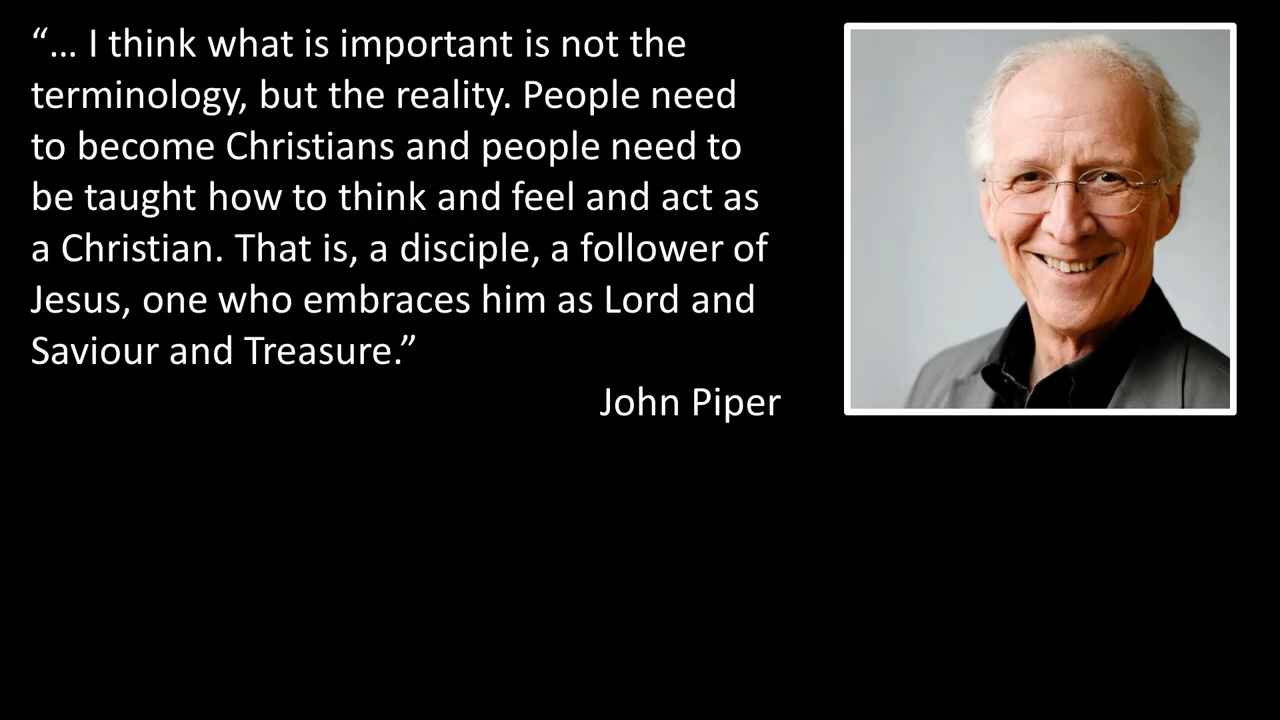 “... I think what is important is not the
terminology, but the reality. People need
to become Christians and people need to
be taught how to think and feel and act as
a Christian. That is, a disciple, a follower of
Jesus, one who embraces him as Lord and
Saviour and Treasure.”
John Piper